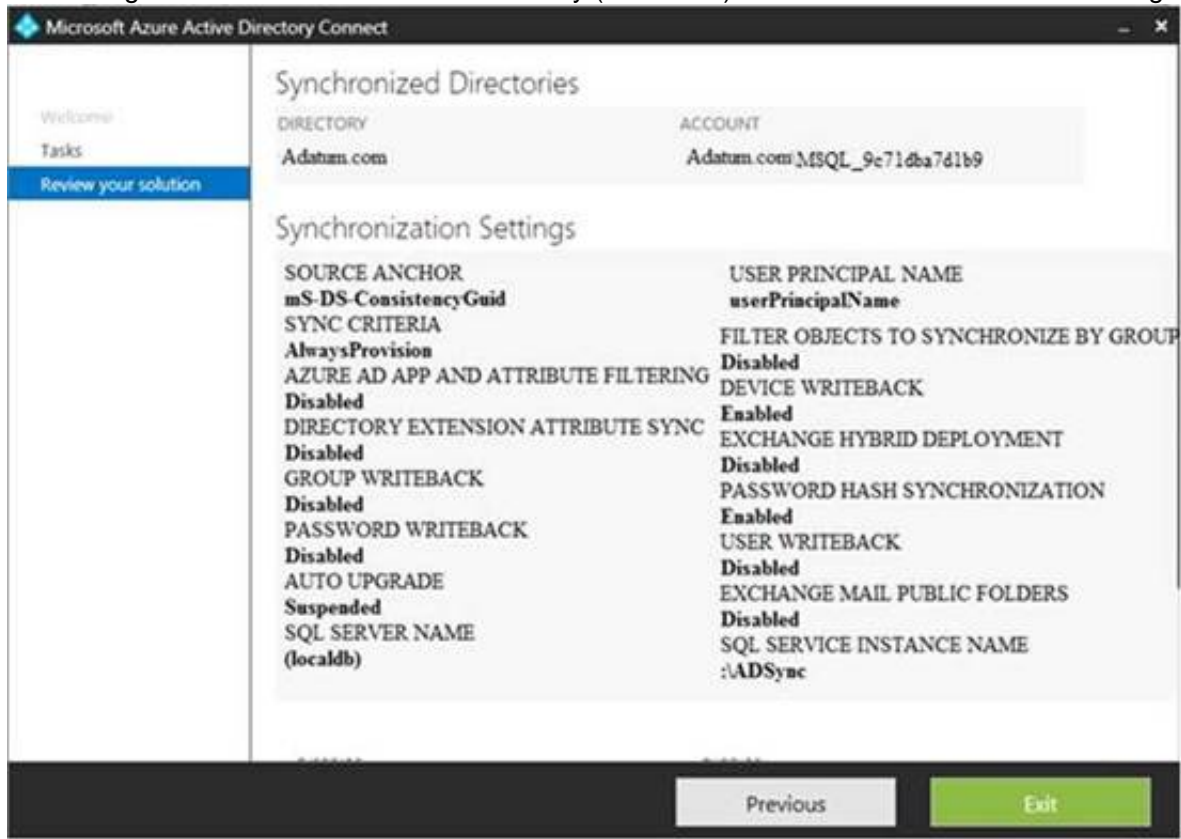 Microsoft Azure Active Directory Connect
Welcome
Tasks
Review your solution
Synchronized Directories
DIRECTORY ACCOUNT
Adatum.com Adatum.com\MSQL_9c71dba7d1b9
Synchronization Settings
SOURCE ANCHOR
mS-DS-ConsistencyGuid
SYNC CRITERIA
AlwaysProvision
AZURE AD APP AND ATTRIBUTE FILTERING
Disabled
DIRECTORY EXTENSION ATTRIBUTE SYNC
Disabled
GROUP WRITEBACK
Disabled
PASSWORD WRITEBACK
Disabled
AUTO UPGRADE
Suspended
SQL SERVER NAME
(localdb)
USER PRINCIPAL NAME
userPrincipalName
FILTER OBJECTS TO SYNCHRONIZE BY GROUP
Disabled
DEVICE WRITEBACK
Enabled
EXCHANGE HYBRID DEPLOYMENT
Disabled
PASSWORD HASH SYNCHRONIZATION
Enabled
USER WRITEBACK
Disabled
EXCHANGE MAIL PUBLIC FOLDERS
Disabled
SQL SERVICE INSTANCE NAME
:\ADSync
Previous Exit